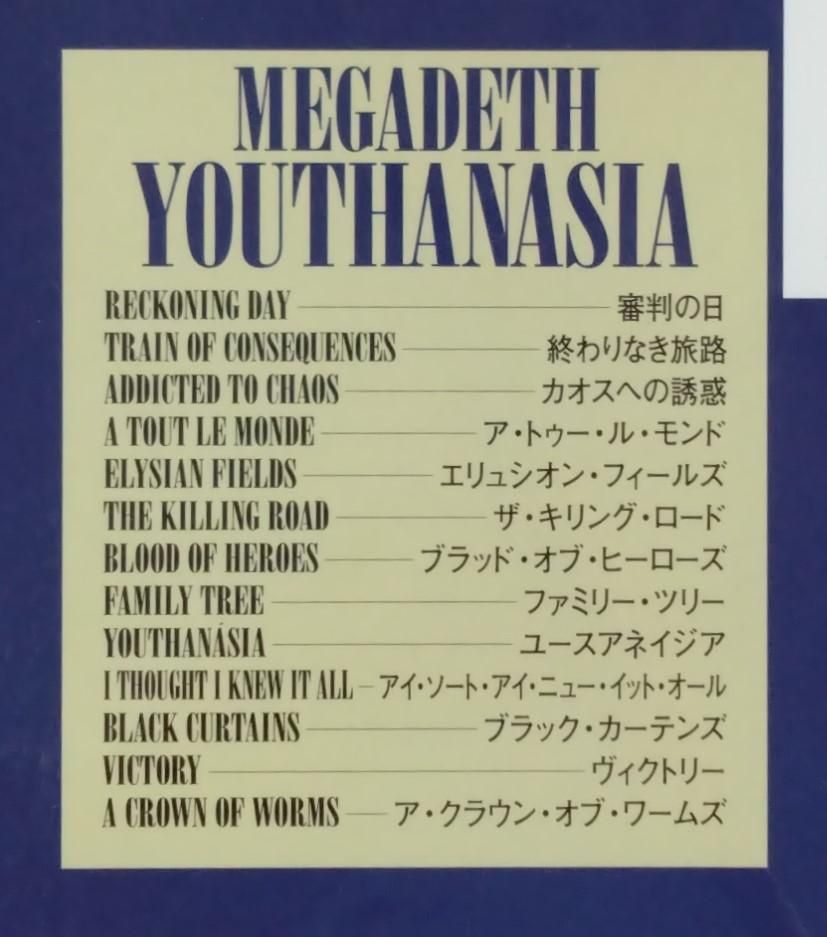 MEGADETH
YOUTHANASIA
RECKONING DAY 審判の日
TRAIN OF CONSEQUENCES 終わりなき旅路
ADDICTED TO CHAOS カオスへの誘惑
A TOUT LE MONDE ア・トゥー・ル・モンド
ELYSIAN FIELDS エリュシオン・フィールズ
THE KILLING ROAD ザ・キリング・ロード
BLOOD OF HEROES ブラッド・オブ・ヒーローズ
FAMILY TREE ファミリー・ツリー
YOUTHANÁSIA ユースアネイジア
I THOUGHT I KNEW IT ALL アイ・ソート・アイ・ニュー・イット・オール
BLACK CURTAINS ブラック・カーテンズ
VICTORY ヴィクトリー
A CROWN OF WORMS ア・クラウン・オブ・ワームズ